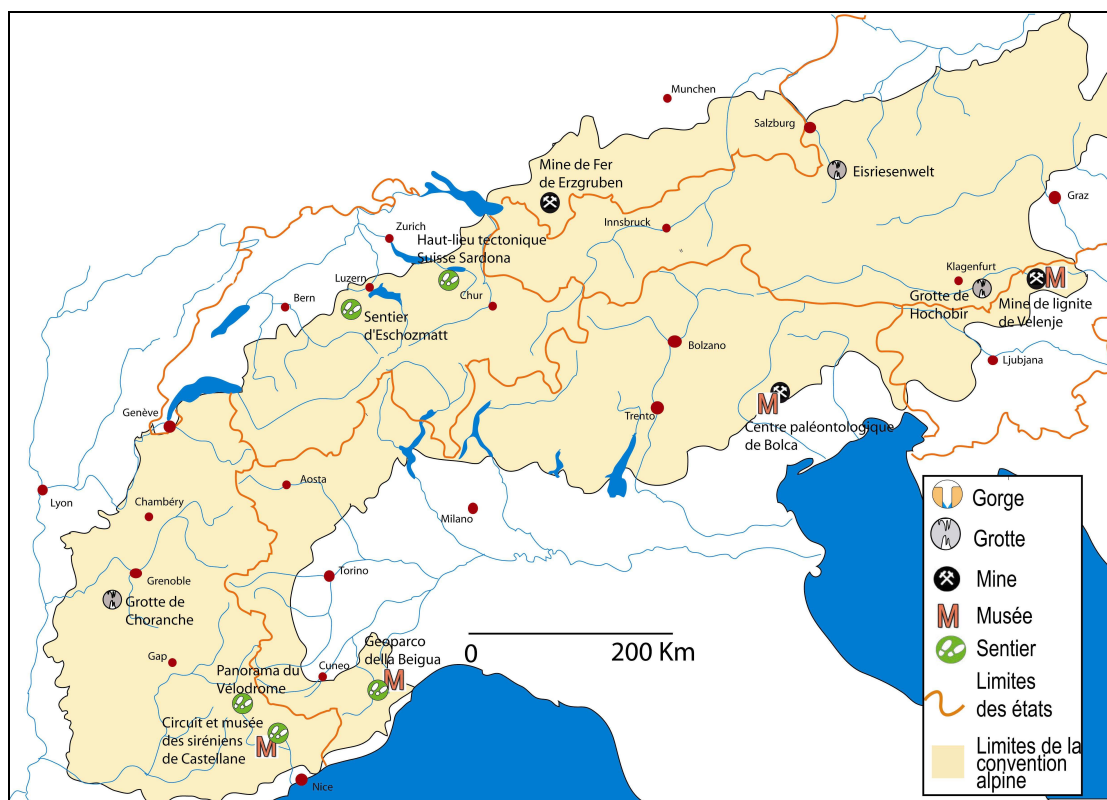 Munchen
Salzburg
Mine de Fer
de Erzgruben
Eisriesenwelt
Graz
Innsbruck
Zurich
Haut-lieu tectonique
Suisse Sardona
Klagenfurt
Luzern
Chur
Bern
Grotte de
Hochobir
Mine de lignite
de Velenje
Sentier
d'Eschozmatt
Bolzano
Ljubjana
Genève
Trento
M
M
Centre paléontologique
de Bolca
Aosta
Lyon
Chambéry
Milano
Grenoble
Torino
Grotte de
Choranche
Gap
Cuneo
Geoparco
della Beigua
M
Panorama du
Vélodrome
Circuit et musée
des siréniens
de Castellane
M
Nice
0
200 Km
Gorge
Grotte
Mine
M
Musée
Sentier
Limites
des états
Limites de la
convention
alpine